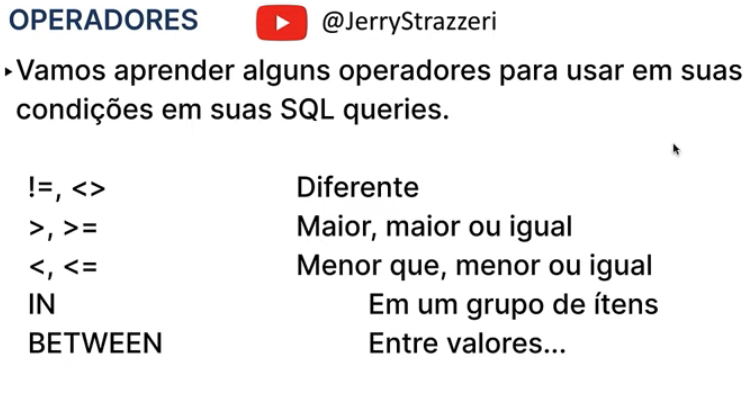 OPERADORES @JerryStrazzeri
‣Vamos aprender alguns operadores para usar em suas
condições em suas SQL queries.
!=, <> Diferente
>, >= Maior, maior ou igual
<, <= Menor que, menor ou igual
IN Em um grupo de ítens
BETWEEN Entre valores...